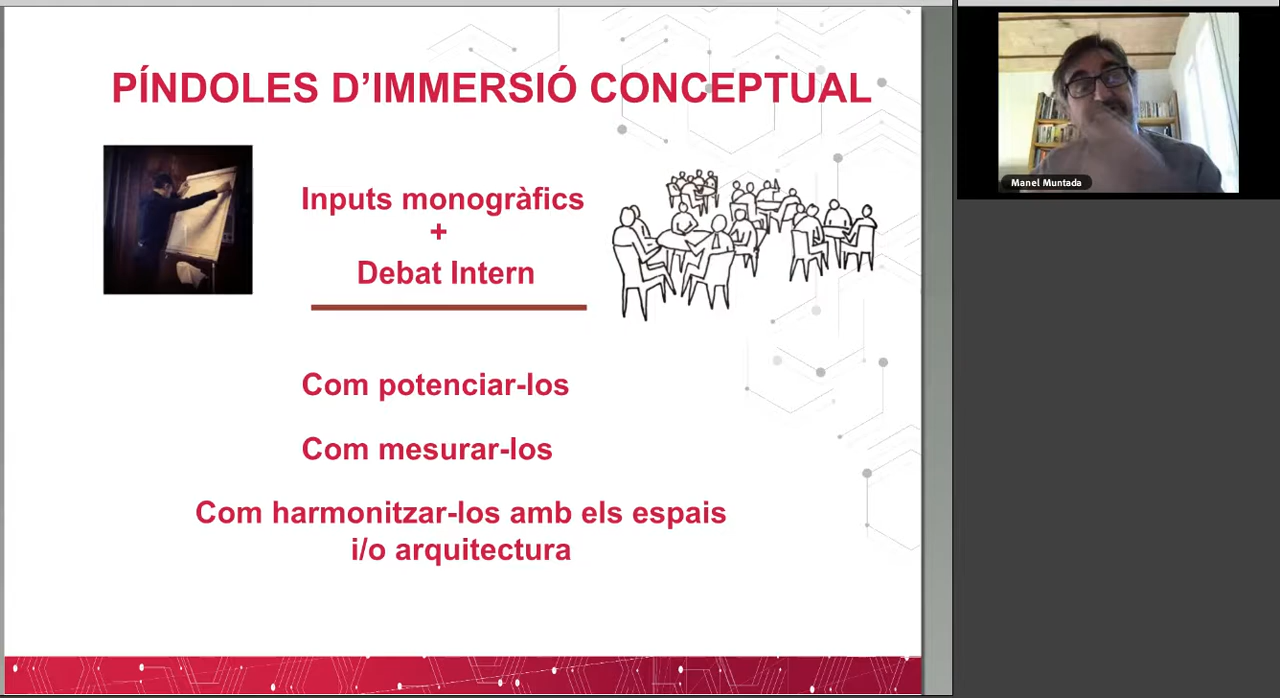 PÍNDOLES D’IMMERSIÓ CONCEPTUAL
Inputs monogràfics
+
Debat Intern
Com potenciar-los
Com mesurar-los
Com harmonitzar-los amb els espais
i/o arquitectura
Manel Muntada